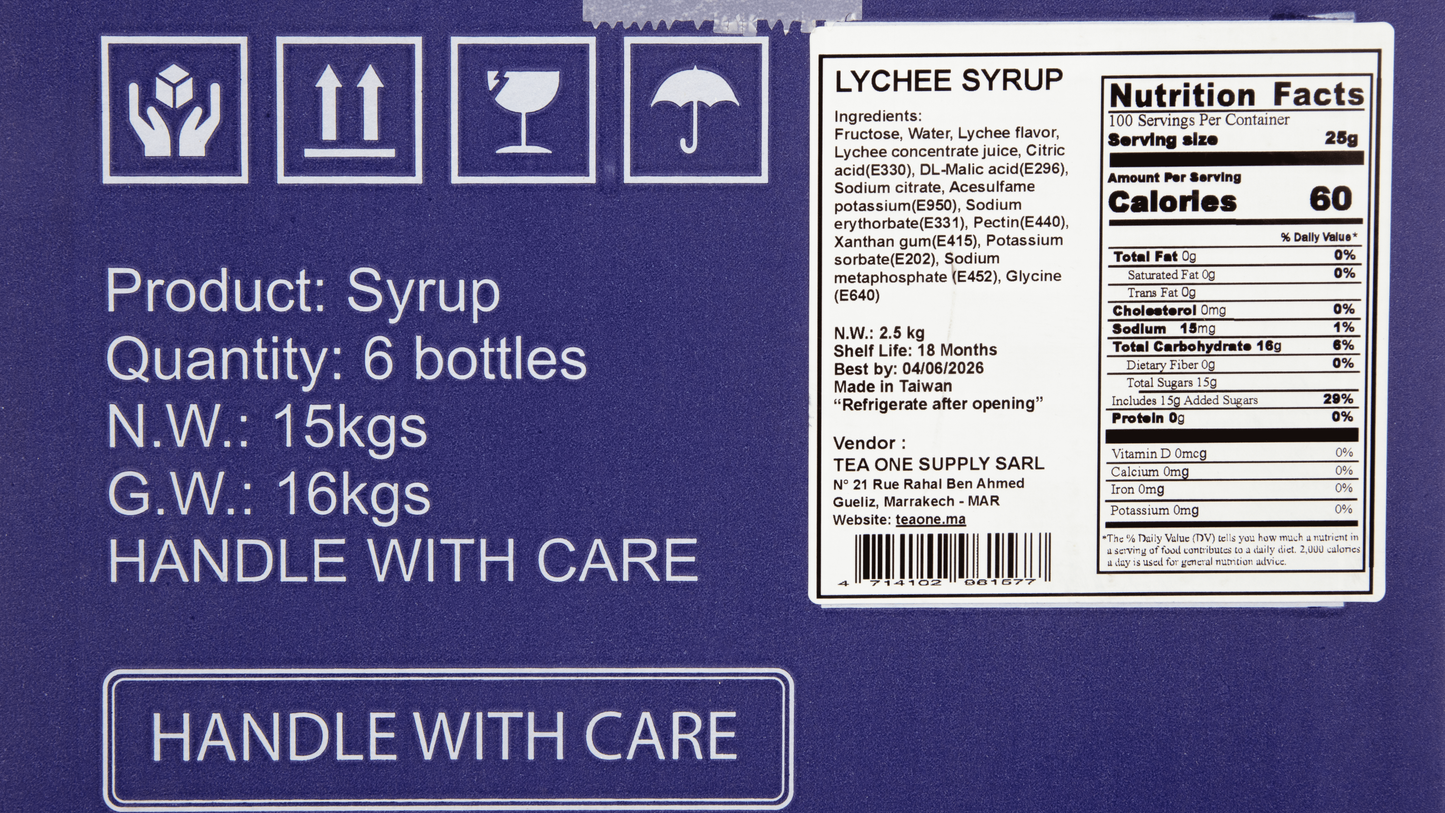 Product: Syrup
Quantity: 6 bottles
N.W.: 15kgs
G.W.: 16kgs
HANDLE WITH CARE
HANDLE WITH CARE
LYCHEE SYRUP
Ingredients:
Fructose, Water, Lychee flavor,
Lychee concentrate juice, Citric
acid(E330), DL-Malic acid(E296),
Sodium citrate, Acesulfame
potassium(E950), Sodium
erythorbate(E331), Pectin(E440),
Xanthan gum(E415), Potassium
sorbate(E202), Sodium
metaphosphate (E452), Glycine
(E640)
N.W.: 2.5 kg
Shelf Life: 18 Months
Best by: 04/06/2026
Made in Taiwan
“Refrigerate after opening”
Vendor :
TEA ONE SUPPLY SARL
N° 21 Rue Rahal Ben Ahmed
Gueliz, Marrakech - MAR
Website: teaone.ma
4 714102 981577
Nutrition Facts
100 Servings Per Container
Serving size 25g
Amount Per Serving
Calories 60
% Daily Value*
Total Fat 0g 0%
Saturated Fat 0g 0%
Trans Fat 0g
Cholesterol 0mg 0%
Sodium 15mg 1%
Total Carbohydrate 16g 6%
Dietary Fiber 0g 0%
Total Sugars 15g
Includes 15g Added Sugars 29%
Protein 0g 0%
Vitamin D 0mcg 0%
Calcium 0mg 0%
Iron 0mg 0%
Potassium 0mg 0%
*The % Daily Value (DV) tells you how much a nutrient in
a serving of food contributes to a daily diet. 2,000 calories
a day is used for general nutrition advice.